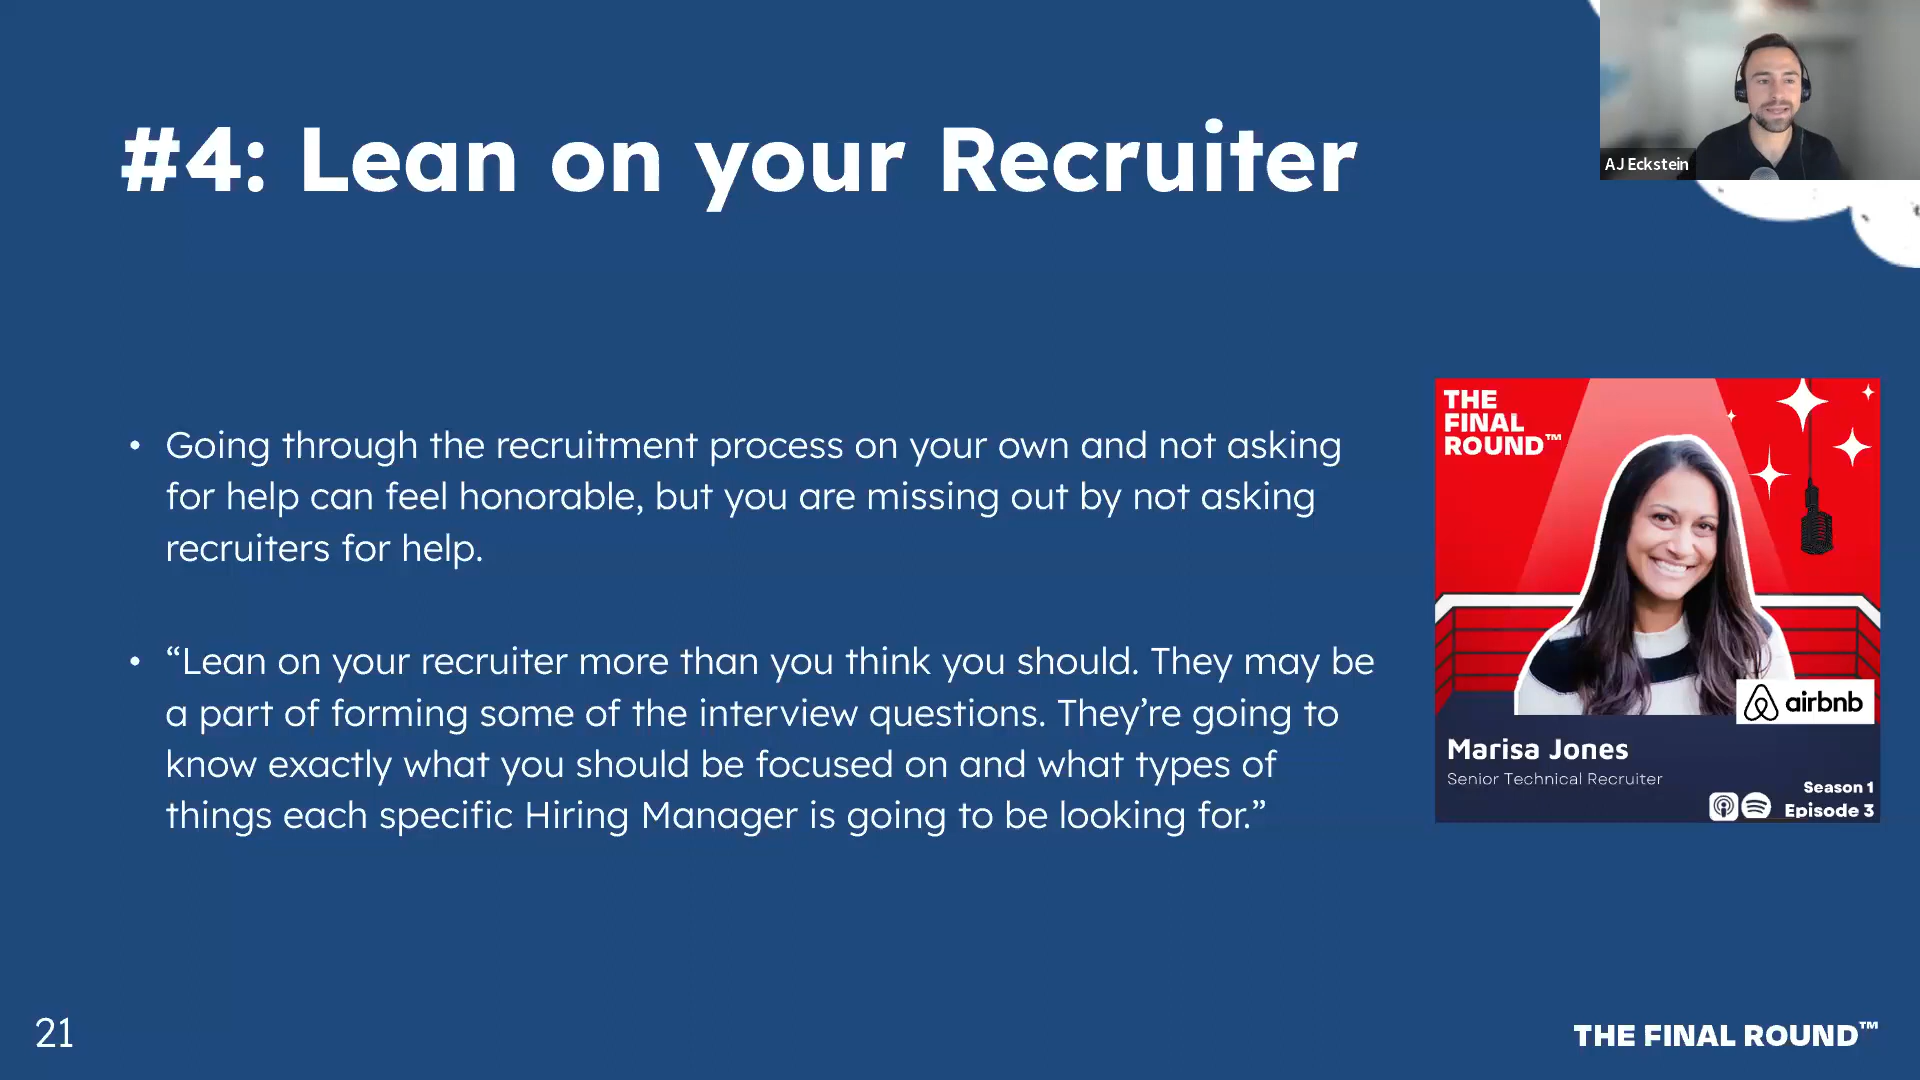 #4: Lean on your Recruiter
AJ Eckstein
• Going through the recruitment process on your own and not asking
for help can feel honorable, but you are missing out by not asking
recruiters for help.
• “Lean on your recruiter more than you think you should. They may be
a part of forming some of the interview questions. They’re going to
know exactly what you should be focused on and what types of
things each specific Hiring Manager is going to be looking for.”
THE
FINAL
ROUND™
airbnb
Marisa Jones
Senior Technical Recruiter
Season 1
Episode 3
21
THE FINAL ROUND™